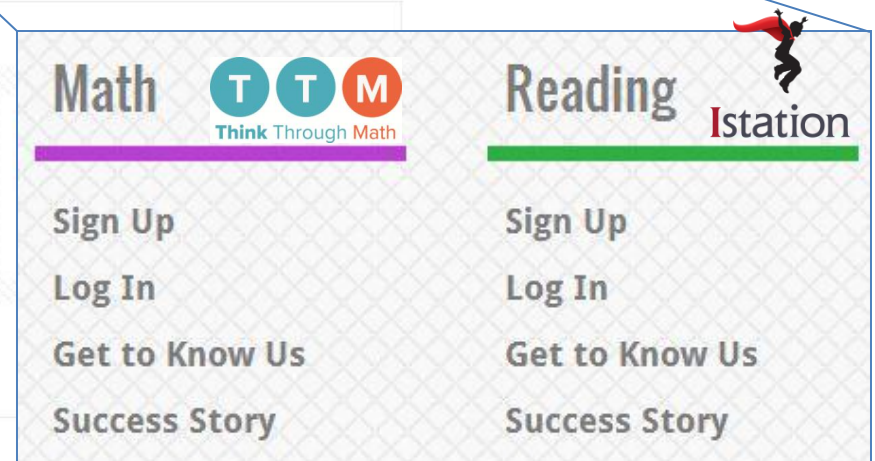 Math
T T M
Think Through Math
Sign Up
Log In
Get to Know Us
Success Story
Reading
Istation
Sign Up
Log In
Get to Know Us
Success Story